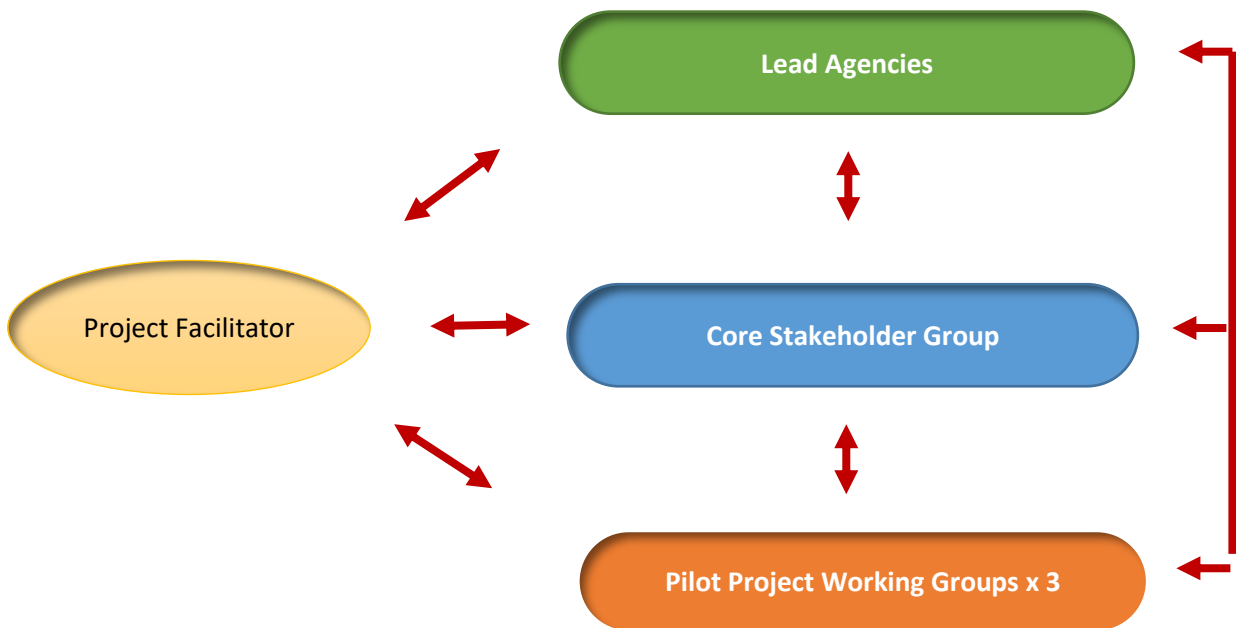 Lead Agencies
Project Facilitator
Core Stakeholder Group
Pilot Project Working Groups x 3